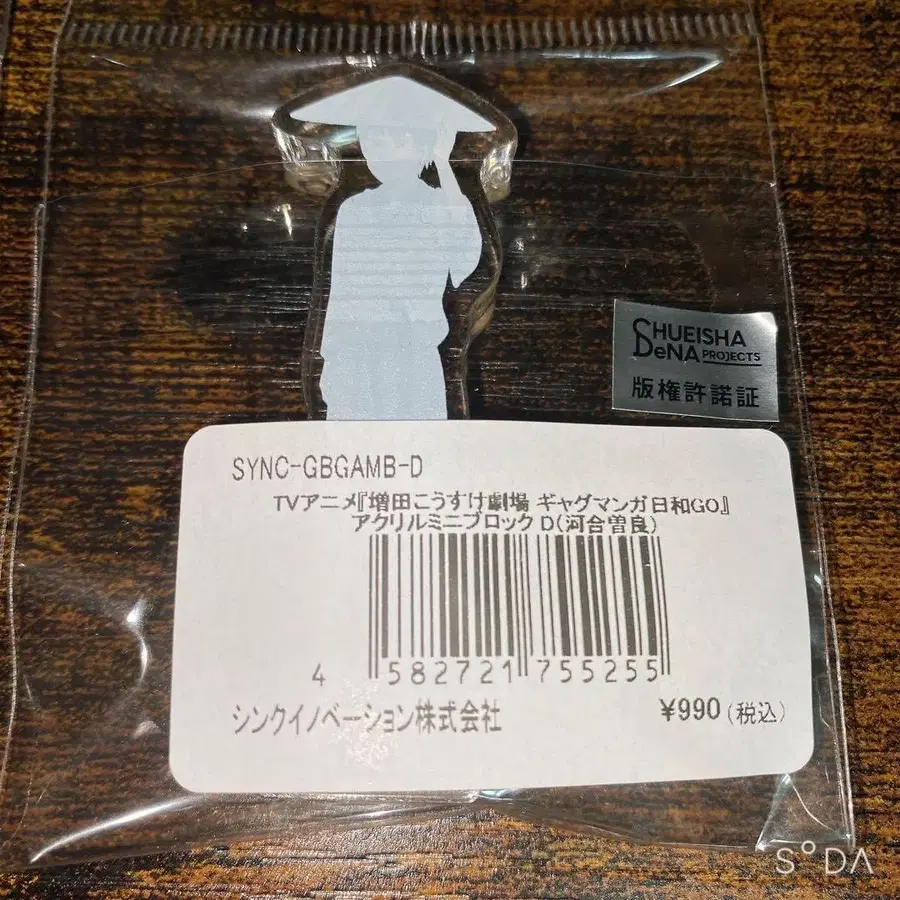 SHUEISHA
DeNA PROJECTS
版権許諾証
SYNC-GBGAMB-D
TVアニメ『増田こうすけ劇場 ギャグマンガ日和GO』
アクリルミニブロック D(河合曽良)
4 582721 755255
シンクイノベーション株式会社
¥990(税込)
SODA